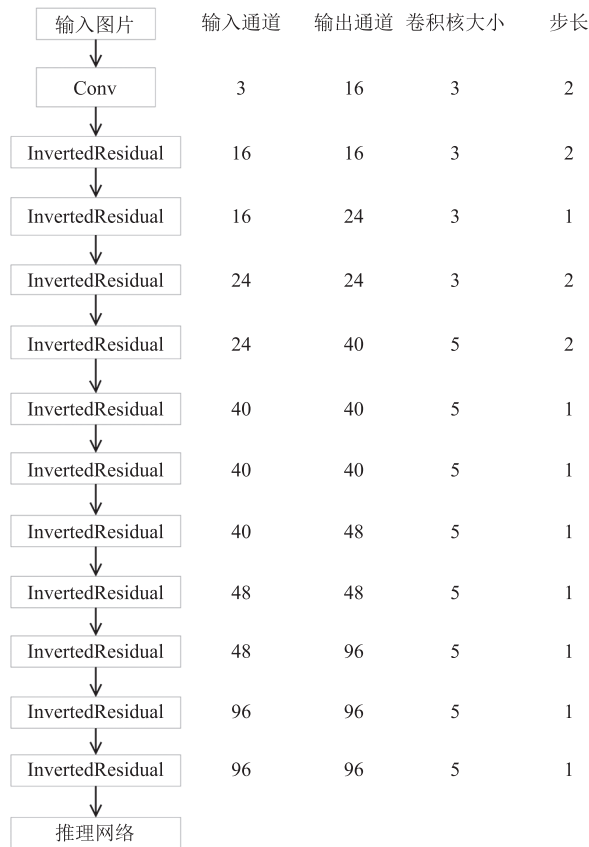 输入图片 输入通道 输出通道 卷积核大小 步长
Conv 3 16 3 2
InvertedResidual 16 16 3 2
InvertedResidual 16 24 3 1
InvertedResidual 24 24 3 2
InvertedResidual 24 40 5 2
InvertedResidual 40 40 5 1
InvertedResidual 40 40 5 1
InvertedResidual 40 48 5 1
InvertedResidual 48 48 5 1
InvertedResidual 48 96 5 1
InvertedResidual 96 96 5 1
InvertedResidual 96 96 5 1
推理网络